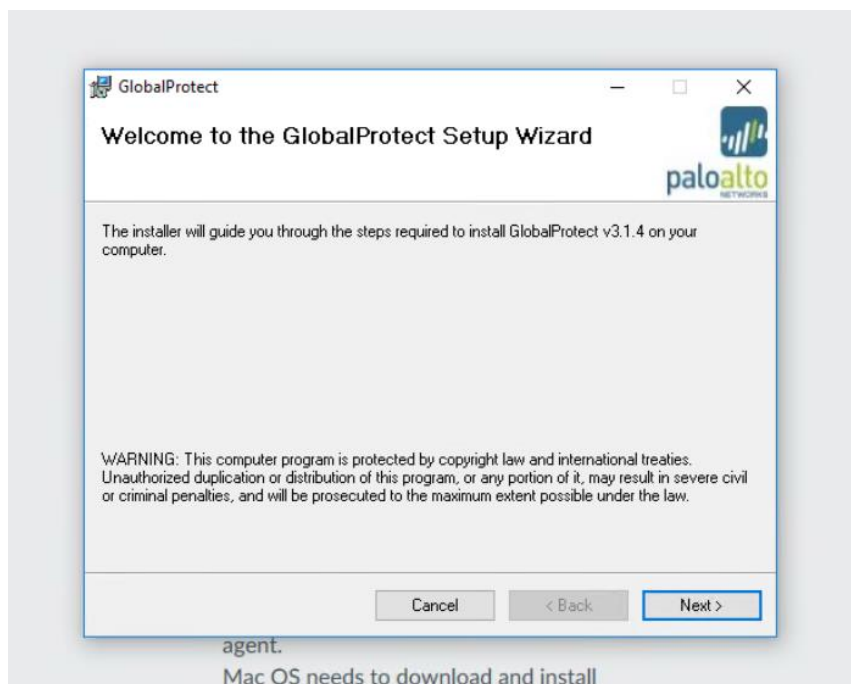 GlobalProtect
Welcome to the GlobalProtect Setup Wizard
paloalto
NETWORKS
The installer will guide you through the steps required to install GlobalProtect v3.1.4 on your
computer.
WARNING: This computer program is protected by copyright law and international treaties.
Unauthorized duplication or distribution of this program, or any portion of it, may result in severe civil
or criminal penalties, and will be prosecuted to the maximum extent possible under the law.
Cancel
< Back
Next >
agent.
Mac OS needs to download and install